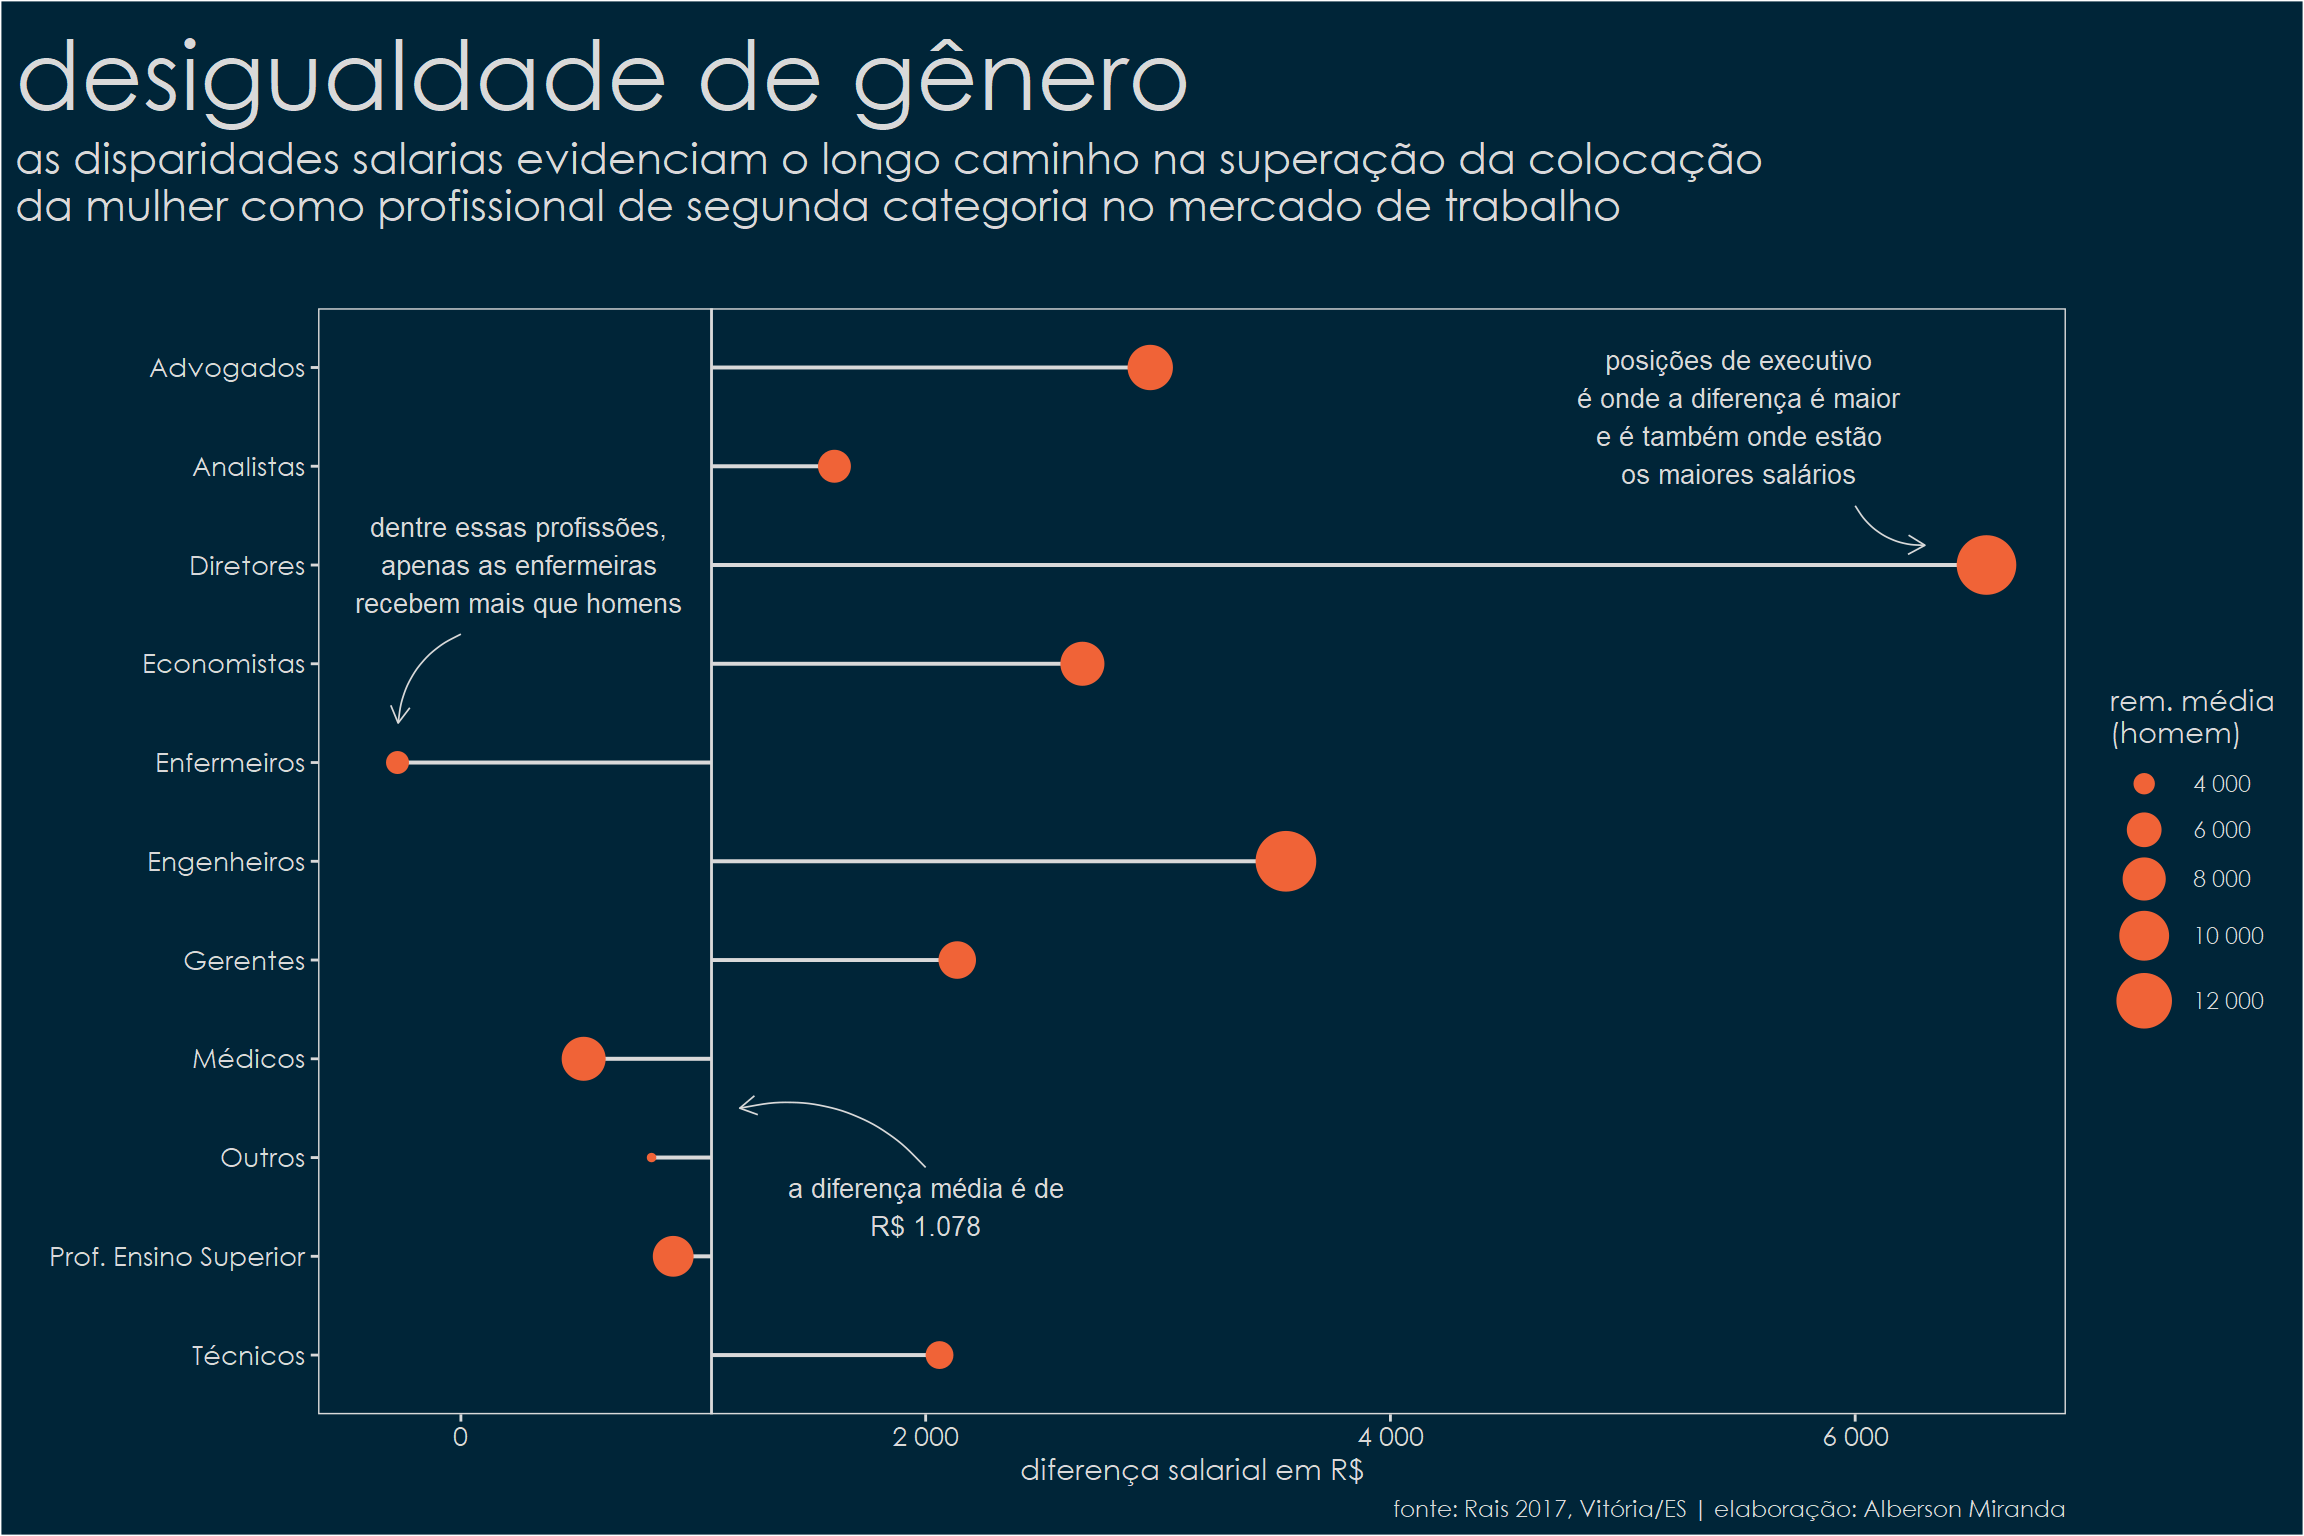 desigualdade de gênero
as disparidades salarias evidenciam o longo caminho na superação da colocação
da mulher como profissional de segunda categoria no mercado de trabalho
Advogados
Analistas
Diretores
Economistas
Enfermeiros
Engenheiros
Gerentes
Médicos
Outros
Prof. Ensino Superior
Técnicos
posições de executivo
é onde a diferença é maior
e é também onde estão
os maiores salários
dentre essas profissões,
apenas as enfermeiras
recebem mais que homens
a diferença média é de
R$ 1.078
0
2 000
4 000
6 000
diferença salarial em R$
rem. média
(homem)
4 000
6 000
8 000
10 000
12 000
fonte: Rais 2017, Vitória/ES | elaboração: Alberson Miranda